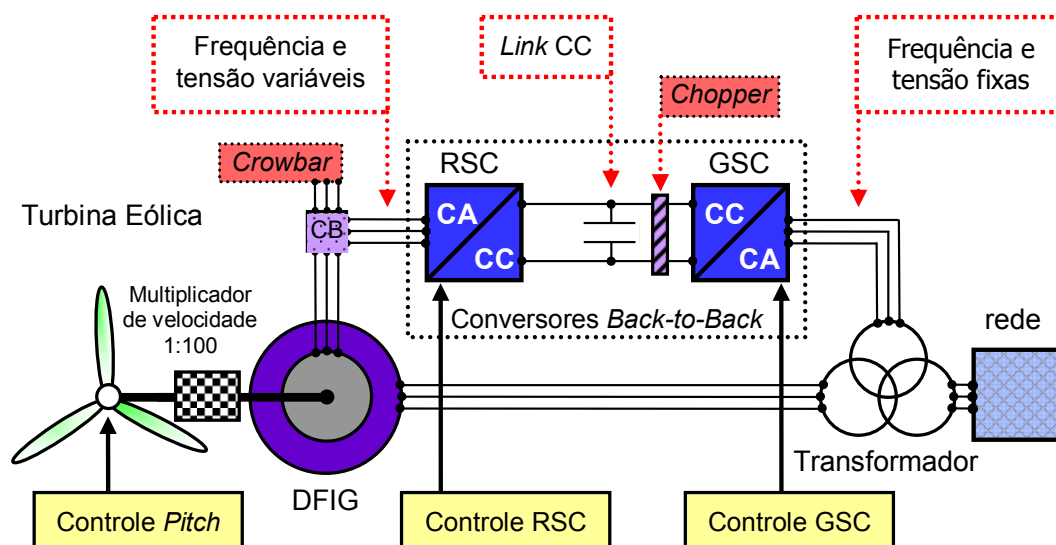 Frequência e
tensão variáveis
Link CC
Chopper
Frequência e
tensão fixas
Crowbar
RSC
GSC
Turbina Eólica
CB
CA
CC
CC
CA
Multiplicador
de velocidade
1:100
Conversores Back-to-Back
rede
DFIG
Transformador
Controle Pitch
Controle RSC
Controle GSC